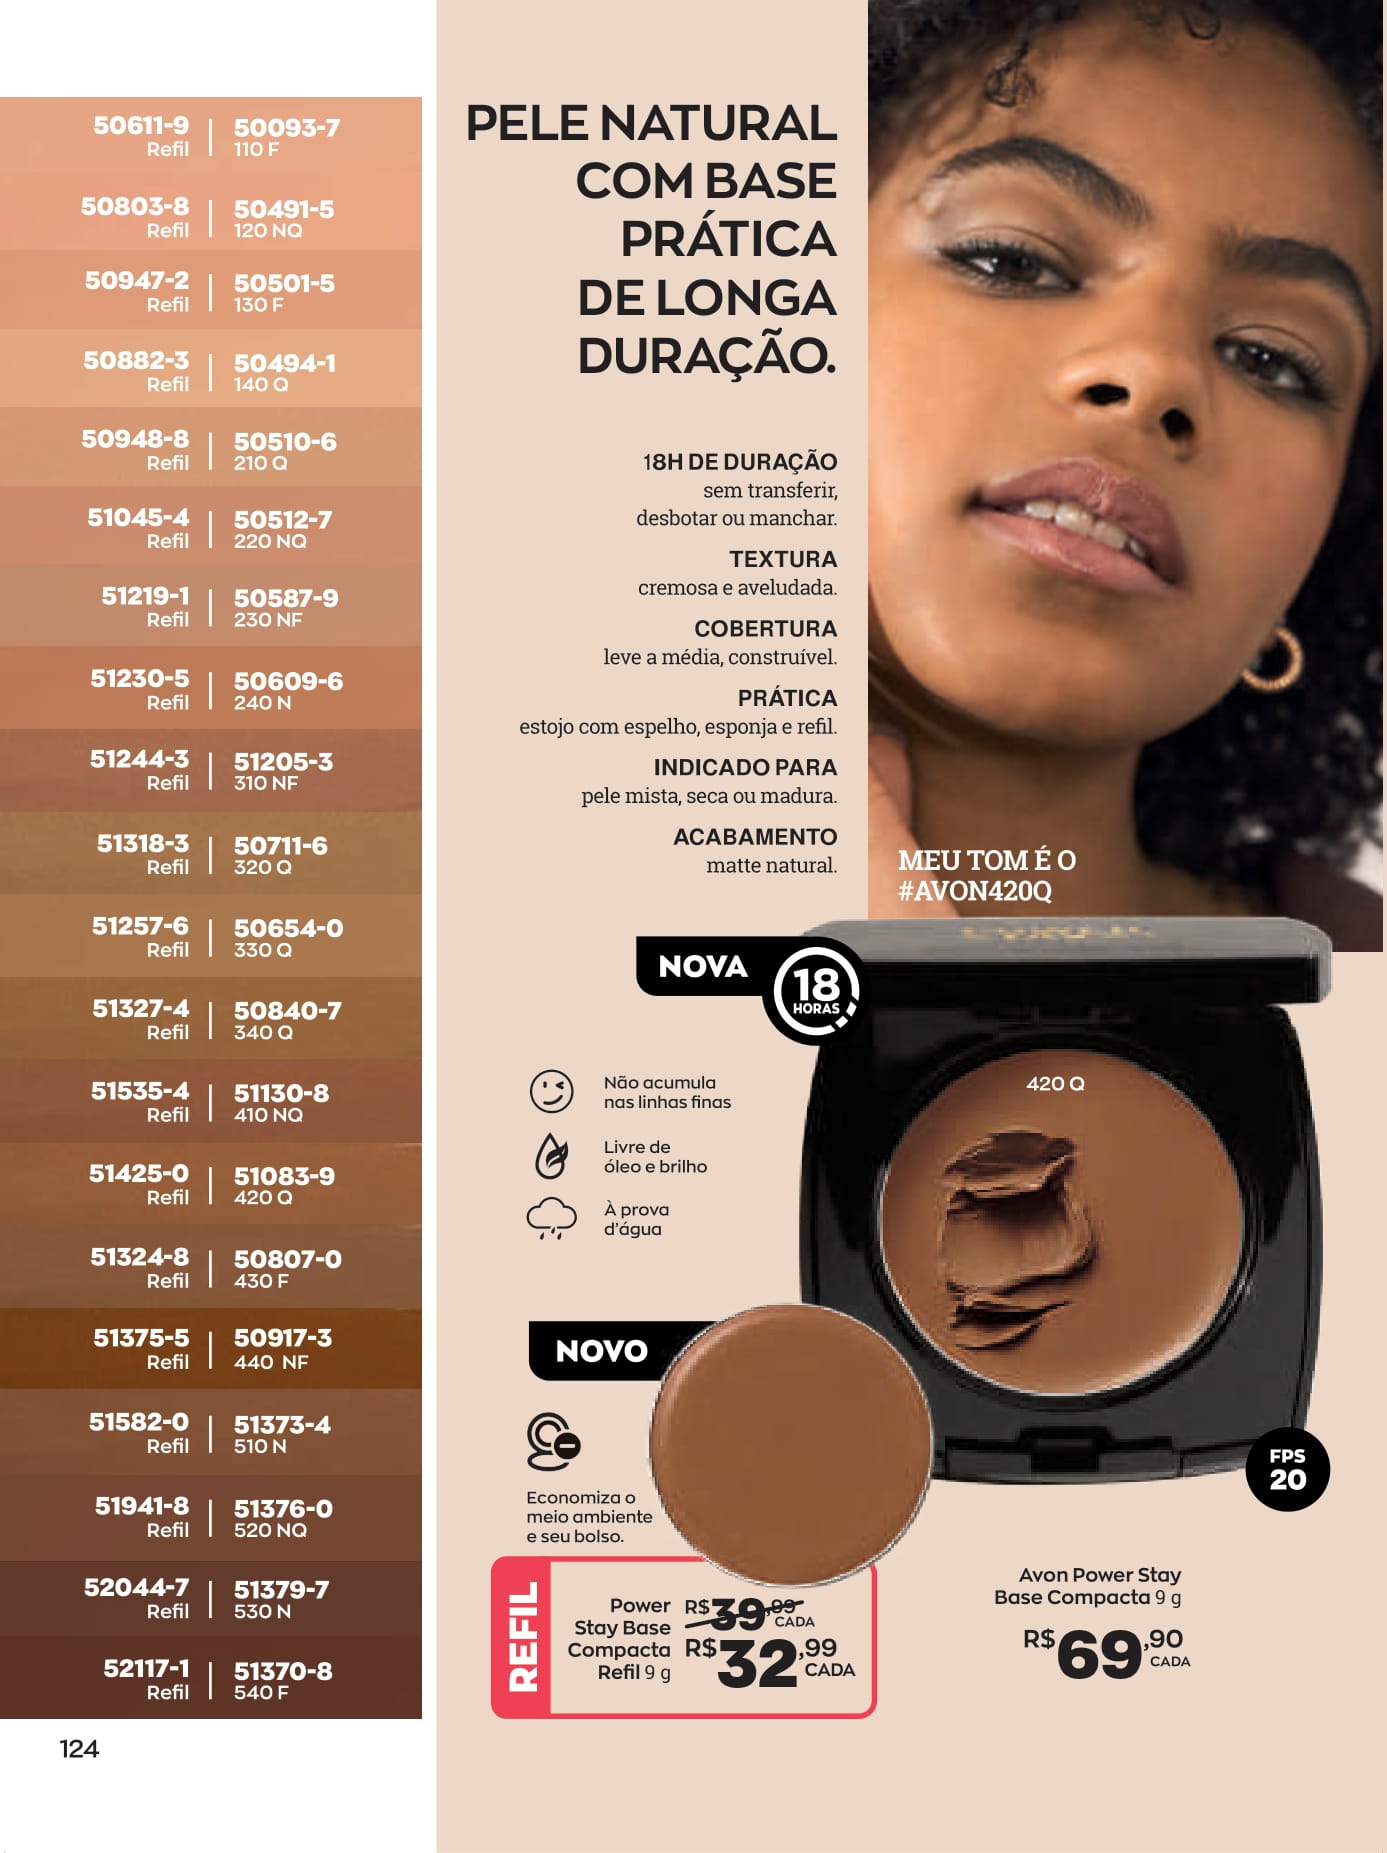 50611-9 | 50093-7
Refil | 110 F
50803-8 | 50491-5
Refil | 120 NQ
50947-2 | 50501-5
Refil | 130 F
50882-3 | 50494-1
Refil | 140 Q
50948-8 | 50510-6
Refil | 210 Q
51045-4 | 50512-7
Refil | 220 NQ
51219-1 | 50587-9
Refil | 230 NF
51230-5 | 50609-6
Refil | 240 N
51244-3 | 51205-3
Refil | 310 NF
51318-3 | 50711-6
Refil | 320 Q
51257-6 | 50654-0
Refil | 330 Q
51327-4 | 50840-7
Refil | 340 Q
51535-4 | 51130-8
Refil | 410 NQ
51425-0 | 51083-9
Refil | 420 Q
51324-8 | 50807-0
Refil | 430 F
51375-5 | 50917-3
Refil | 440 NF
51582-0 | 51373-4
Refil | 510 N
51941-8 | 51376-0
Refil | 520 NQ
52044-7 | 51379-7
Refil | 530 N
52117-1 | 51370-8
Refil | 540 F
124
PELE NATURAL
COM BASE
PRÁTICA
DE LONGA
DURAÇÃO.
18H DE DURAÇÃO
sem transferir,
desbotar ou manchar.
TEXTURA
cremosa e aveludada.
COBERTURA
leve a média, construível.
PRÁTICA
estojo com espelho, esponja e refil.
INDICADO PARA
pele mista, seca ou madura.
ACABAMENTO
matte natural.
MEU TOM É O
#AVON420Q
NOVA
18
HORAS
420 Q
Não acumula
nas linhas finas
Livre de
óleo e brilho
À prova
d'água
NOVO
Economiza o
meio ambiente
e seu bolso.
FPS
20
REFIL
Power
Stay Base
Compacta
Refil 9 g
R$39,99
CADA
R$32,99
CADA
Avon Power Stay
Base Compacta 9 g
R$69,90
CADA